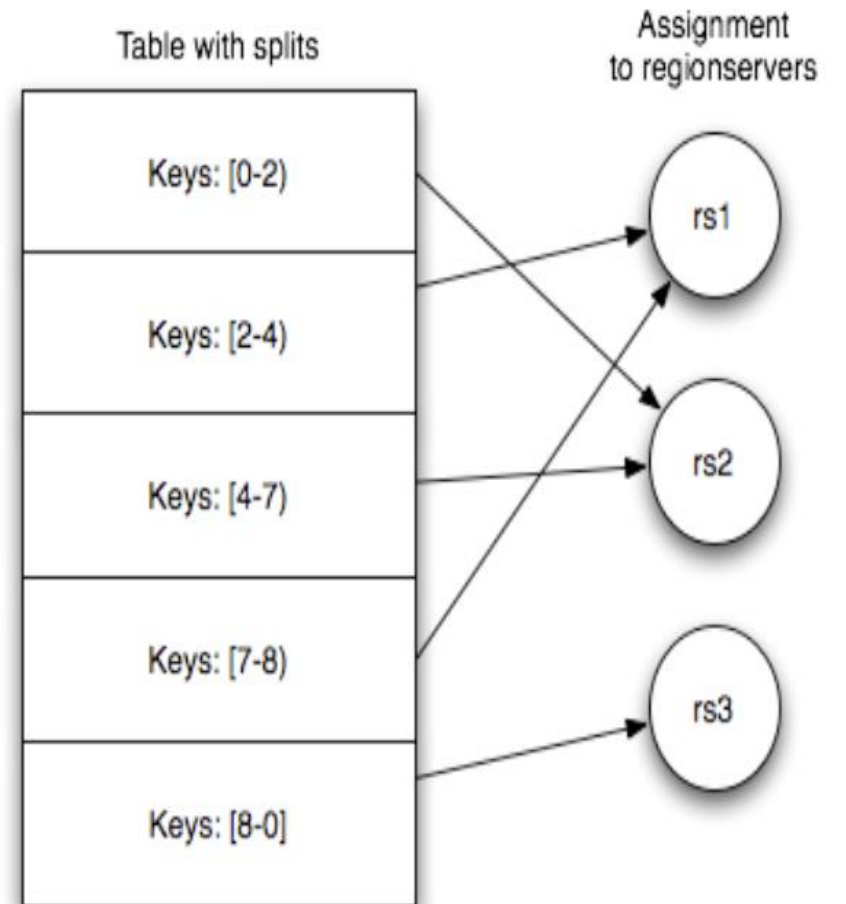 Table with splits
Assignment
to regionservers
Keys: [0-2)
Keys: [2-4)
Keys: [4-7)
Keys: [7-8)
Keys: [8-0]
rs1
rs2
rs3